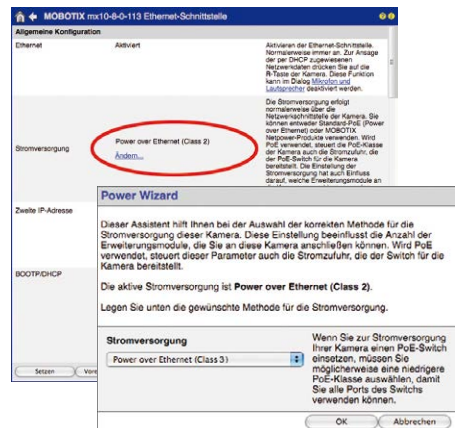 MOBOTIX mx10-8-0-113 Ethernet-Schnittstelle
Allgemeine Konfiguration
Ethernet
Aktiviert
Aktivieren der Ethernet-Schnittstelle.
Normalerweise immer an. Zur Ansage
der per DHCP zugewiesenen
Netzwerkdaten drücken Sie auf die
R-Taste der Kamera. Diese Funktion
kann im Dialog Mikrofon und
Lautsprecher deaktiviert werden.
Stromversorgung
Power over Ethernet (Class 2)
Ändern...
Die Stromversorgung erfolgt
normalerweise über die
Netzwerkschnittstelle der Kamera. Sie
können entweder Standard-PoE (Power
over Ethernet) oder MOBOTIX
Netpower-Produkte verwenden. Wird
PoE verwendet, steuert die PoE-Klasse
der Kamera auch die Stromzufuhr, die
der PoE-Switch für die Kamera
bereitstellt. Die Einstellung der
Stromversorgung hat auch Einfluss
darauf, welche Erweiterungsmodule an
Zweite IP-Adresse
BOOTP/DHCP
Setzen
Power Wizard
Dieser Assistent hilft Ihnen bei der Auswahl der korrekten Methode für die
Stromversorgung dieser Kamera. Diese Einstellung beeinflusst die Anzahl der
Erweiterungsmodule, die Sie an diese Kamera anschließen können. Wird PoE
verwendet, steuert dieser Parameter auch die Stromzufuhr, die der Switch für die
Kamera bereitstellt.
Die aktive Stromversorgung ist Power over Ethernet (Class 2).
Legen Sie unten die gewünschte Methode für die Stromversorgung.
Stromversorgung
Power over Ethernet (Class 3)
Wenn Sie zur Stromversorgung
Ihrer Kamera einen PoE-Switch
einsetzen, müssen Sie
möglicherweise eine niedrigere
PoE-Klasse auswählen, damit
Sie alle Ports des Switchs
verwenden können.
OK
Abbrechen